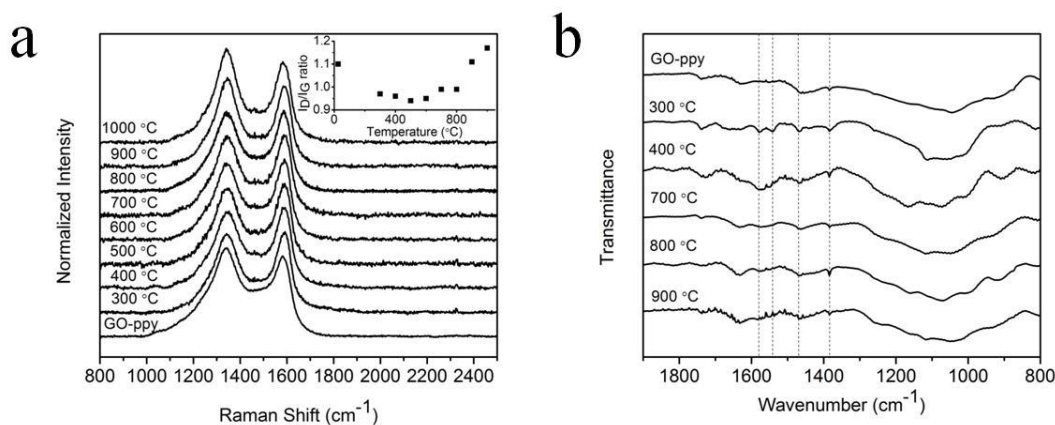 a
Normalized Intensity
1000 °C
900 °C
800 °C
700 °C
600 °C
500 °C
400 °C
300 °C
GO-ppy
800 1000 1200 1400 1600 1800 2000 2200 2400
Raman Shift (cm-1)
ID/IG ratio
1.2
1.1
1.0
0.9
0 400 800
Temperature (°C)
b
Transmittance
GO-ppy
300 °C
400 °C
700 °C
800 °C
900 °C
1800 1600 1400 1200 1000 800
Wavenumber (cm-1)